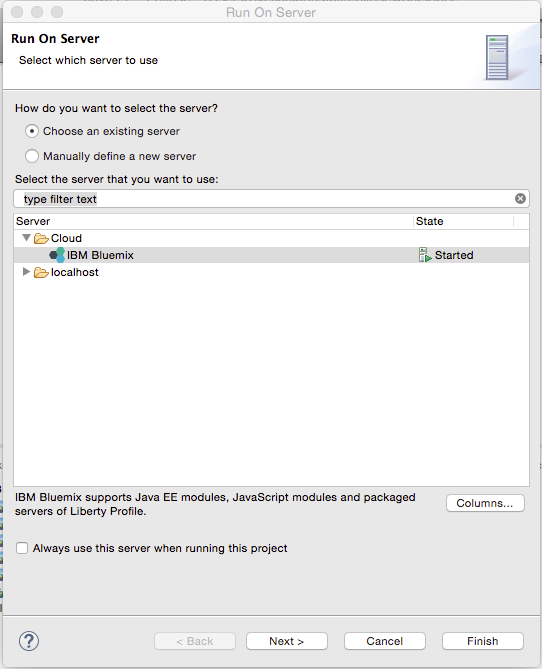 Run On Server
Run On Server
Select which server to use
How do you want to select the server?
Choose an existing server
Manually define a new server
Select the server that you want to use:
type filter text
Server State
Cloud
IBM Bluemix Started
localhost
IBM Bluemix supports Java EE modules, JavaScript modules and packaged
servers of Liberty Profile.
Columns...
Always use this server when running this project
? < Back Next > Cancel Finish